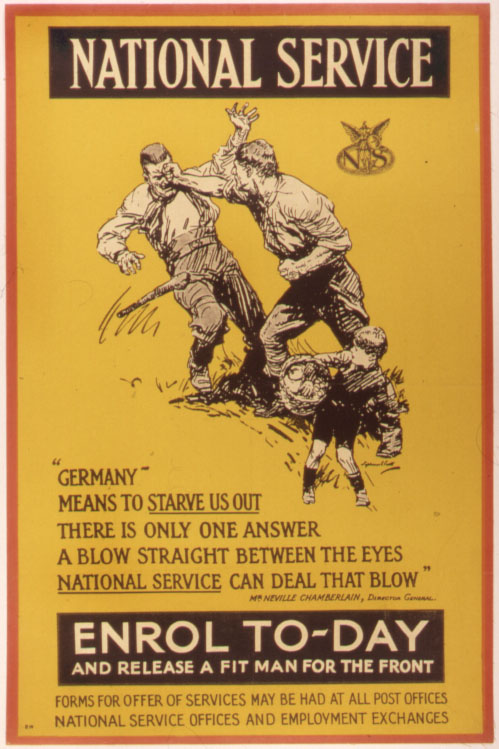 NATIONAL SERVICE
NS
"GERMANY-
MEANS TO STARVE US OUT
THERE IS ONLY ONE ANSWER
A BLOW STRAIGHT BETWEEN THE EYES
NATIONAL SERVICE CAN DEAL THAT BLOW"
MR NEVILLE CHAMBERLAIN, DIRECTOR GENERAL.
ENROL TO-DAY
AND RELEASE A FIT MAN FOR THE FRONT
FORMS FOR OFFER OF SERVICES MAY BE HAD AT ALL POST OFFICES
NATIONAL SERVICE OFFICES AND EMPLOYMENT EXCHANGES